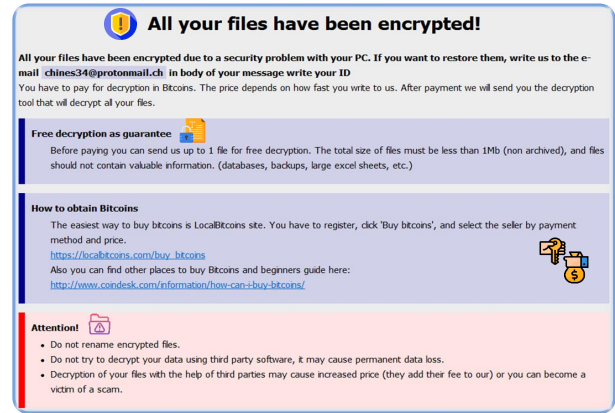 All your files have been encrypted!
All your files have been encrypted due to a security problem with your PC. If you want to restore them, write us to the e-
mail chines34@protonmail.ch in body of your message write your ID
You have to pay for decryption in Bitcoins. The price depends on how fast you write to us. After payment we will send you the decryption
tool that will decrypt all your files.
Free decryption as guarantee
Before paying you can send us up to 1 file for free decryption. The total size of files must be less than 1Mb (non archived), and files
should not contain valuable information. (databases, backups, large excel sheets, etc.)
How to obtain Bitcoins
The easiest way to buy bitcoins is LocalBitcoins site. You have to register, click 'Buy bitcoins', and select the seller by payment
method and price.
https://localbitcoins.com/buy_bitcoins
Also you can find other places to buy Bitcoins and beginners guide here:
http://www.coindesk.com/information/how-can-i-buy-bitcoins/
Attention!
• Do not rename encrypted files.
• Do not try to decrypt your data using third party software, it may cause permanent data loss.
• Decryption of your files with the help of third parties may cause increased price (they add their fee to our) or you can become a
victim of a scam.